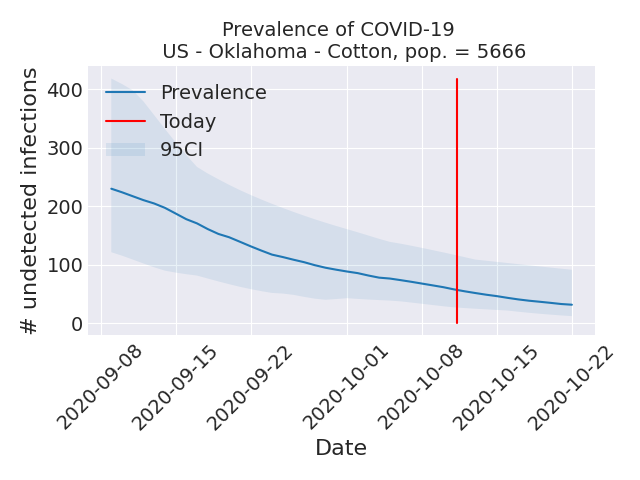 Prevalence of COVID-19
US - Oklahoma - Cotton, pop. = 5666
# undetected infections
400
300
200
100
0
Prevalence
Today
95CI
2020-09-08
2020-09-15
2020-09-22
2020-10-01
2020-10-08
2020-10-15
2020-10-22
Date